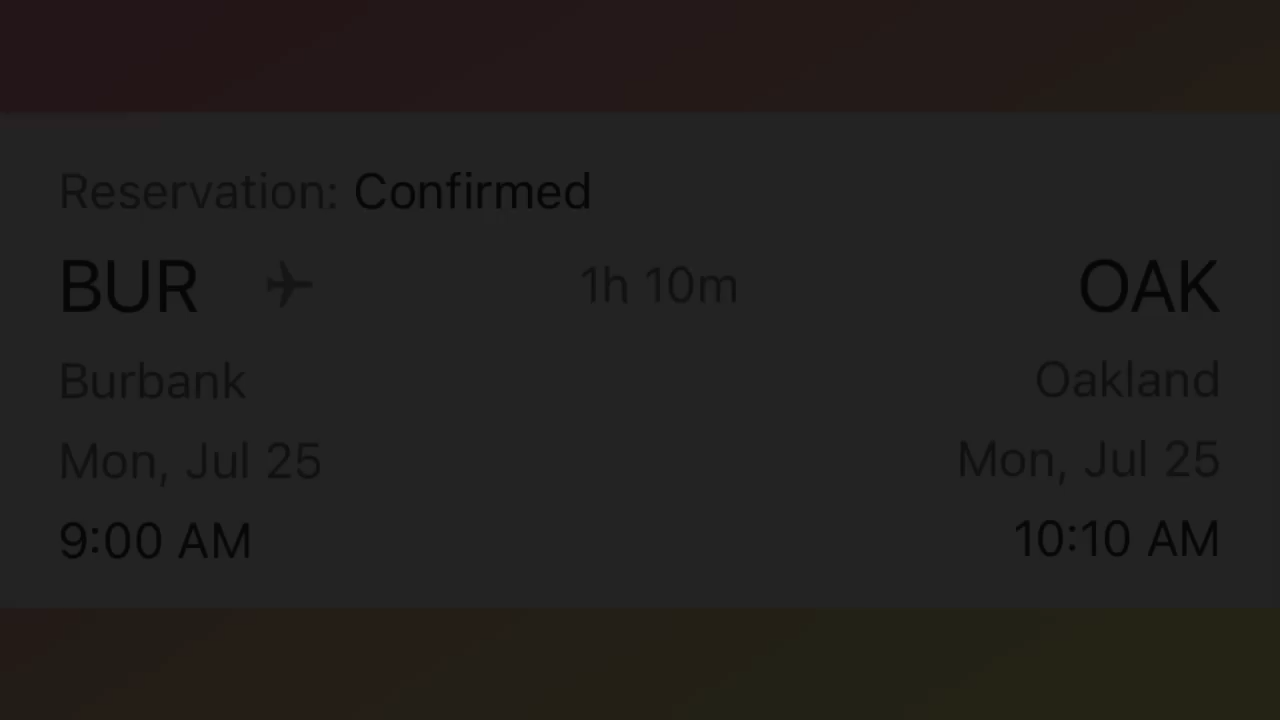 Reservation: Confirmed
BUR 1h 10m OAK
Burbank Oakland
Mon, Jul 25 Mon, Jul 25
9:00 AM 10:10 AM